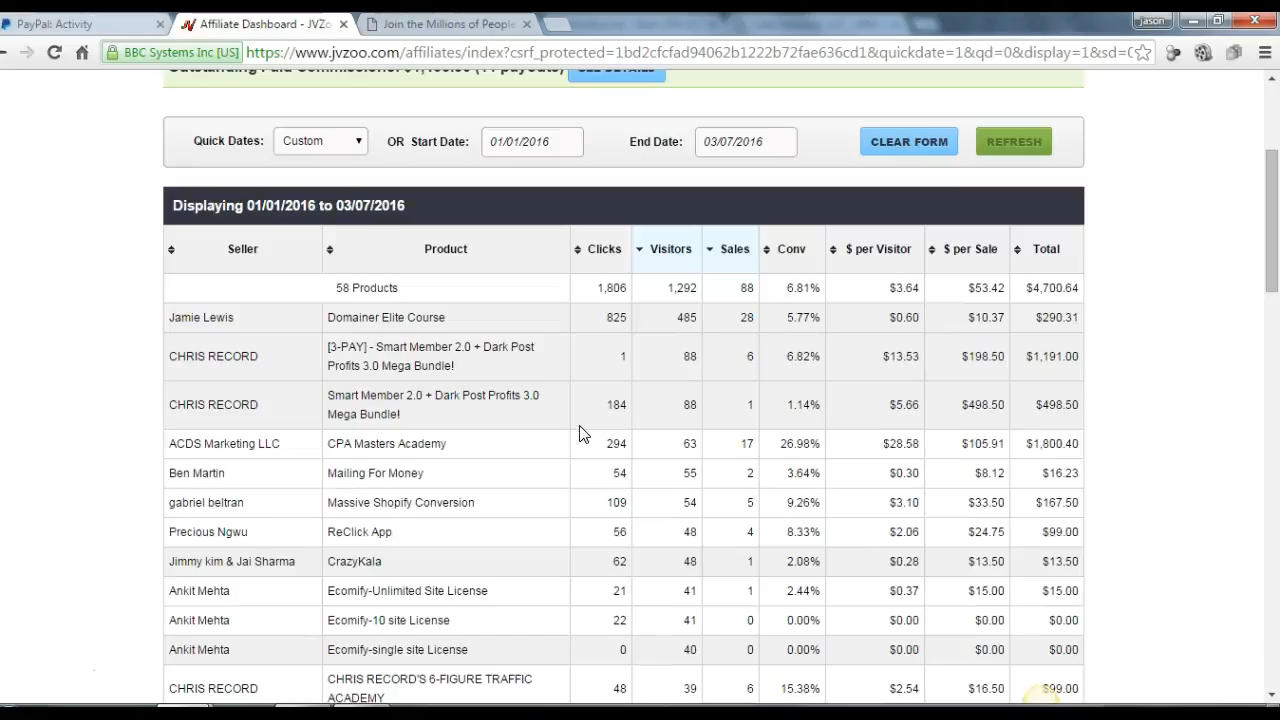 PayPal: Activity
Affiliate Dashboard - JVZo
Join the Millions of People
jason
BBC Systems Inc [US]
https://www.jvzoo.com/affiliates/index?csrf_protected=1bd2cfcfad94062b1222b72fae636cd1&quickdate=1&qd=0&display=1&sd=0
Quick Dates: Custom OR Start Date: 01/01/2016 End Date: 03/07/2016 CLEAR FORM REFRESH
Displaying 01/01/2016 to 03/07/2016
Seller Product Clicks Visitors Sales Conv $ per Visitor $ per Sale Total
58 Products 1,806 1,292 88 6.81% $3.64 $53.42 $4,700.64
Jamie Lewis Domainer Elite Course 825 485 28 5.77% $0.60 $10.37 $290.31
[3-PAY] - Smart Member 2.0 + Dark Post
CHRIS RECORD 1 88 6 6.82% $13.53 $198.50 $1,191.00
Profits 3.0 Mega Bundle!
Smart Member 2.0 + Dark Post Profits 3.0
CHRIS RECORD 184 88 1 1.14% $5.66 $498.50 $498.50
Mega Bundle!
ACDS Marketing LLC CPA Masters Academy 294 63 17 26.98% $28.58 $105.91 $1,800.40
Ben Martin Mailing For Money 54 55 2 3.64% $0.30 $8.12 $16.23
gabriel beltran Massive Shopify Conversion 109 54 5 9.26% $3.10 $33.50 $167.50
Precious Ngwu ReClick App 56 48 4 8.33% $2.06 $24.75 $99.00
Jimmy kim & Jai Sharma CrazyKala 62 48 1 2.08% $0.28 $13.50 $13.50
Ankit Mehta Ecomify-Unlimited Site License 21 41 1 2.44% $0.37 $15.00 $15.00
Ankit Mehta Ecomify-10 site License 22 41 0 0.00% $0.00 $0.00 $0.00
Ankit Mehta Ecomify-single site License 0 40 0 0.00% $0.00 $0.00 $0.00
CHRIS RECORD'S 6-FIGURE TRAFFIC
CHRIS RECORD 48 39 6 15.38% $2.54 $16.50 $99.00
ACADEMY